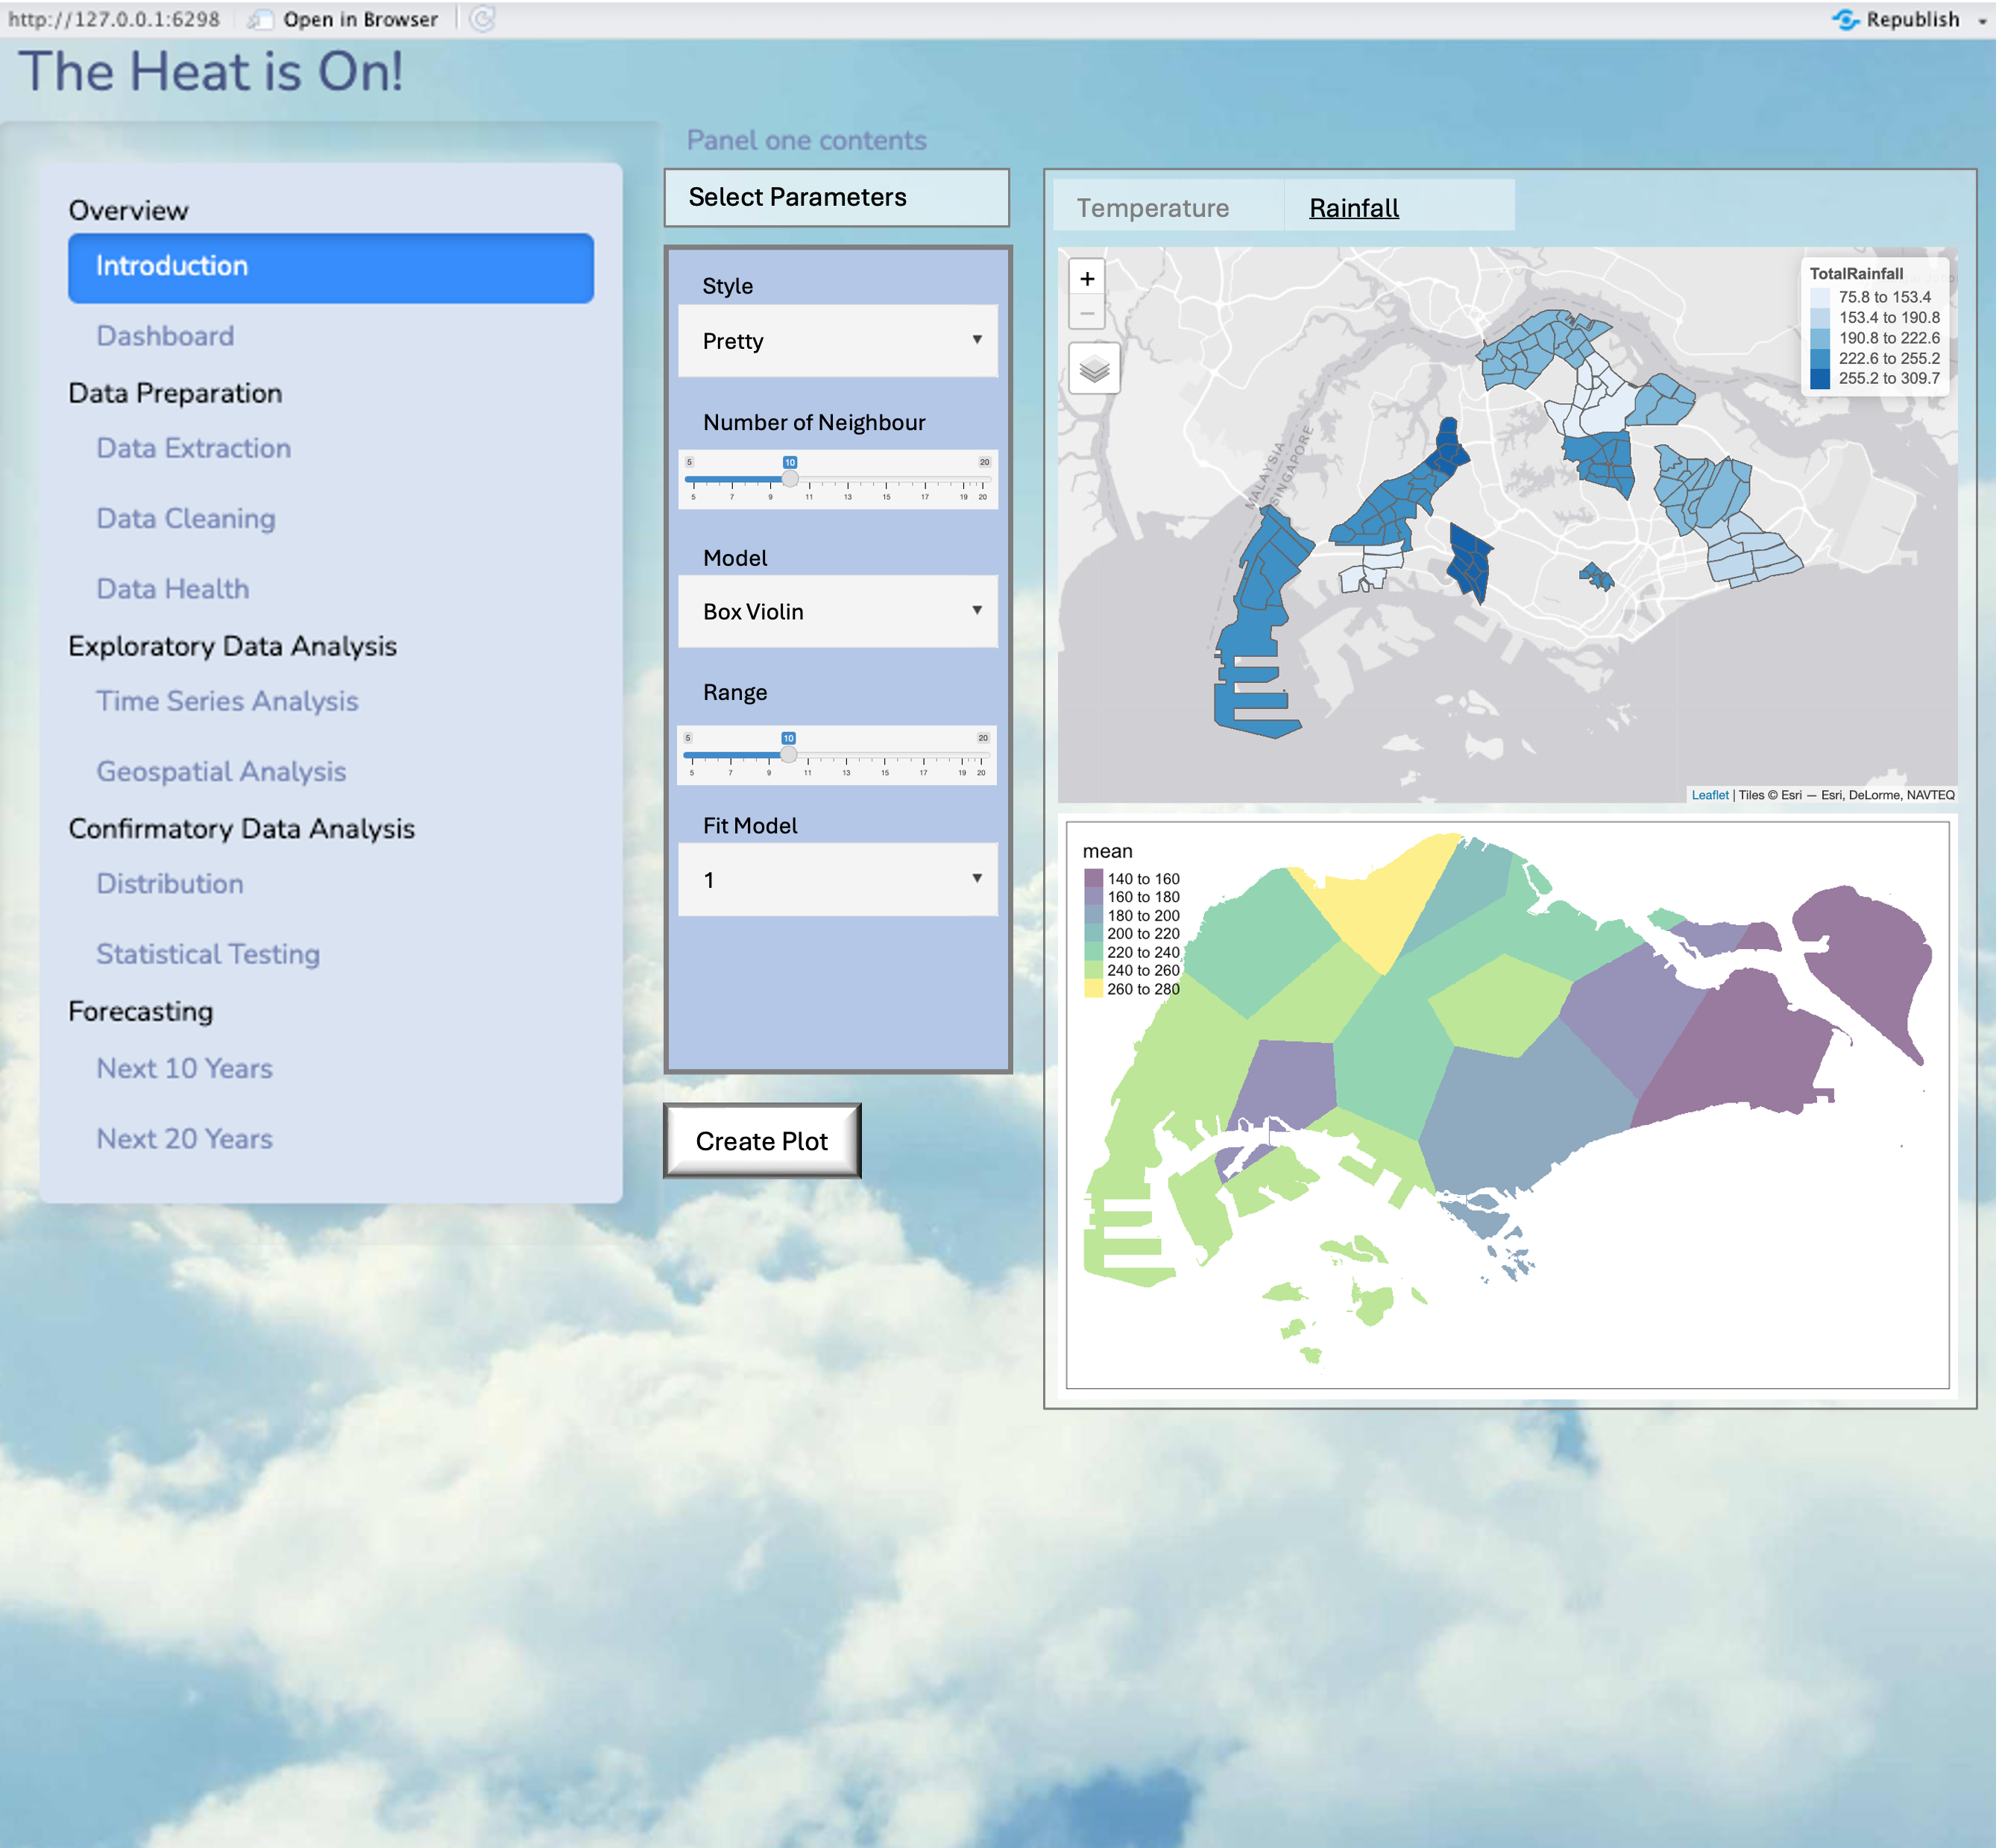 http://127.0.0.1:6298 Open in Browser Republish
The Heat is On!
Panel one contents
Overview
Introduction
Dashboard
Data Preparation
Data Extraction
Data Cleaning
Data Health
Exploratory Data Analysis
Time Series Analysis
Geospatial Analysis
Confirmatory Data Analysis
Distribution
Statistical Testing
Forecasting
Next 10 Years
Next 20 Years
Select Parameters
Style
Pretty
Number of Neighbour
5 10 20
5 7 9 11 13 15 17 19 20
Model
Box Violin
Range
5 10 20
5 7 9 11 13 15 17 19 20
Fit Model
1
Create Plot
Temperature Rainfall
+
−
MALAYSIA
SINGAPORE
TotalRainfall
75.8 to 153.4
153.4 to 190.8
190.8 to 222.6
222.6 to 255.2
255.2 to 309.7
Leaflet | Tiles © Esri — Esri, DeLorme, NAVTEQ
mean
140 to 160
160 to 180
180 to 200
200 to 220
220 to 240
240 to 260
260 to 280